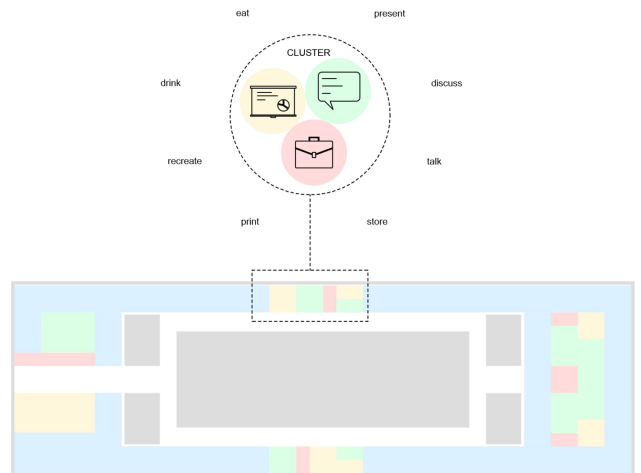 eat
present
CLUSTER
drink
discuss
recreate
talk
print
store